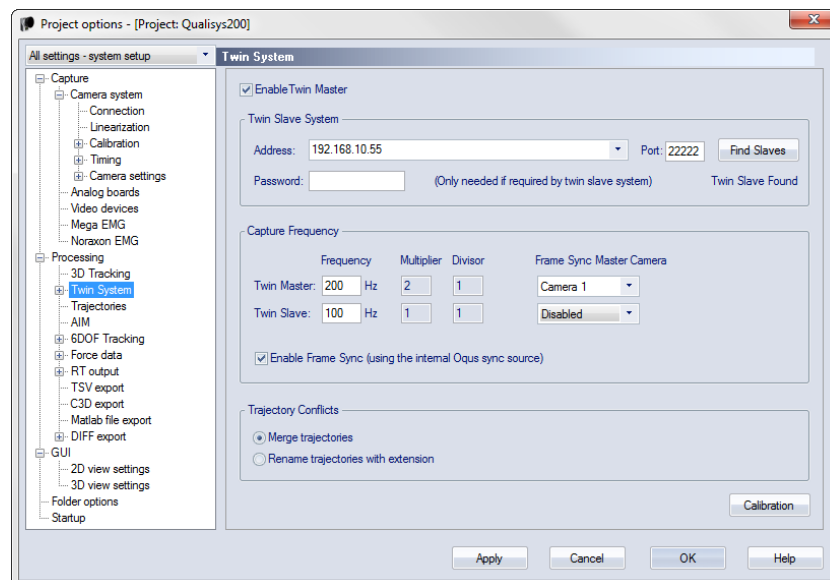 Project options - [Project: Qualisys200]
All settings - system setup
Twin System
Capture
Camera system
Connection
Linearization
Calibration
Timing
Camera settings
Analog boards
Video devices
Mega EMG
Noraxon EMG
Processing
3D Tracking
Twin System
Trajectories
AIM
6DOF Tracking
Force data
RT output
TSV export
C3D export
Matlab file export
DIFF export
GUI
2D view settings
3D view settings
Folder options
Startup
Enable Twin Master
Twin Slave System
Address: 192.168.10.55 Port: 22222 Find Slaves
Password: (Only needed if required by twin slave system) Twin Slave Found
Capture Frequency
Frequency Multiplier Divisor Frame Sync Master Camera
Twin Master: 200 Hz 2 1 Camera 1
Twin Slave: 100 Hz 1 1 Disabled
Enable Frame Sync (using the internal Oqus sync source)
Trajectory Conflicts
Merge trajectories
Rename trajectories with extension
Calibration
Apply Cancel OK Help